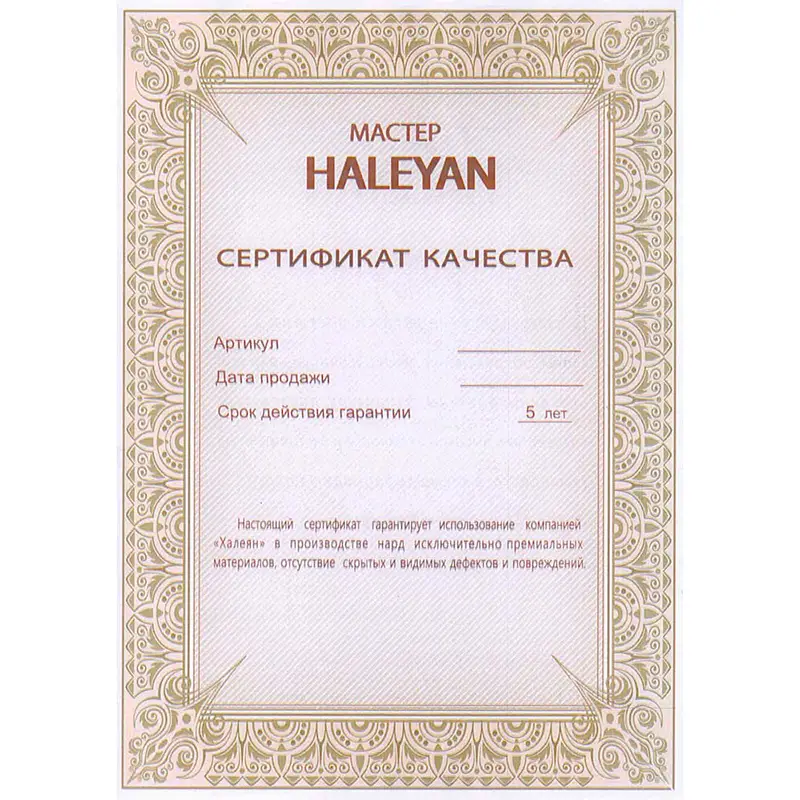 МАСТЕР
HALEYAN
СЕРТИФИКАТ КАЧЕСТВА
Артикул
Дата продажи
Срок действия гарантии 5 лет
Настоящий сертификат гарантирует использование компанией
«Халеян» в производстве нард исключительно премиальных
материалов, отсутствие скрытых и видимых дефектов и повреждений.